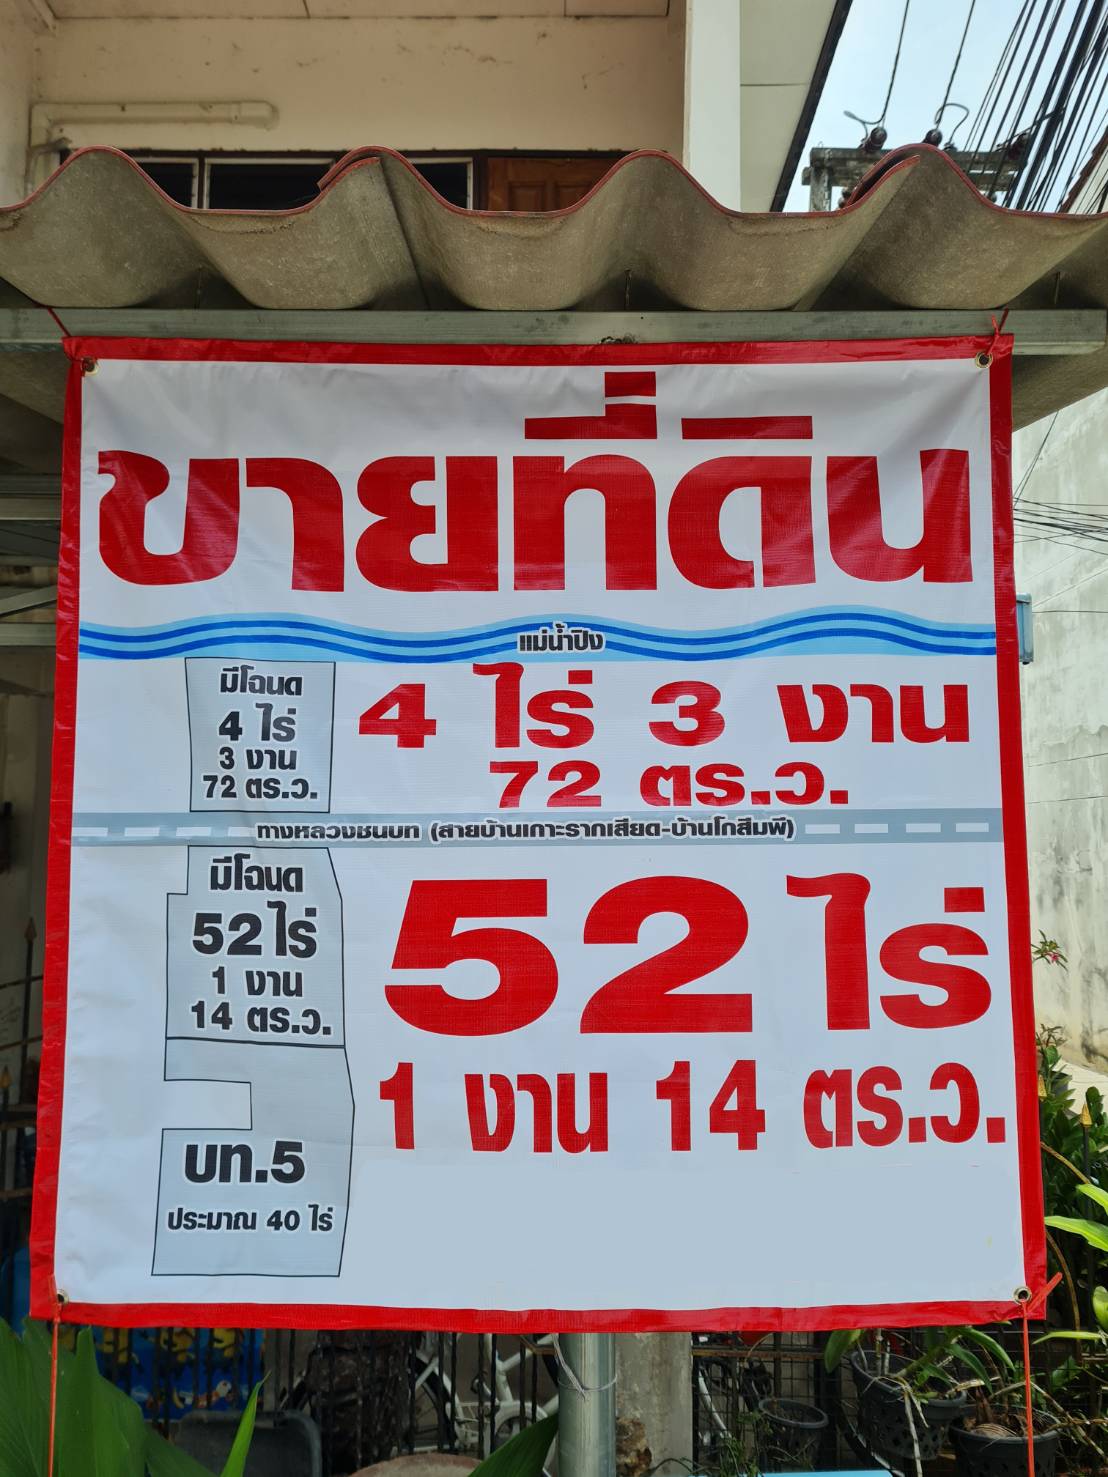 ขายที่ดิน
แม่น้ำปิง
มีโฉนด
4 ไร่
3 งาน
72 ตร.ว.
4 ไร่ 3 งาน
72 ตร.ว.
ทางหลวงชนบท (สายบ้านเกาะรากเสียด-บ้านโกสัมพี)
มีโฉนด
52 ไร่
1 งาน
14 ตร.ว.
52 ไร่
1 งาน 14 ตร.ว.
บท.5
ประมาณ 40 ไร่